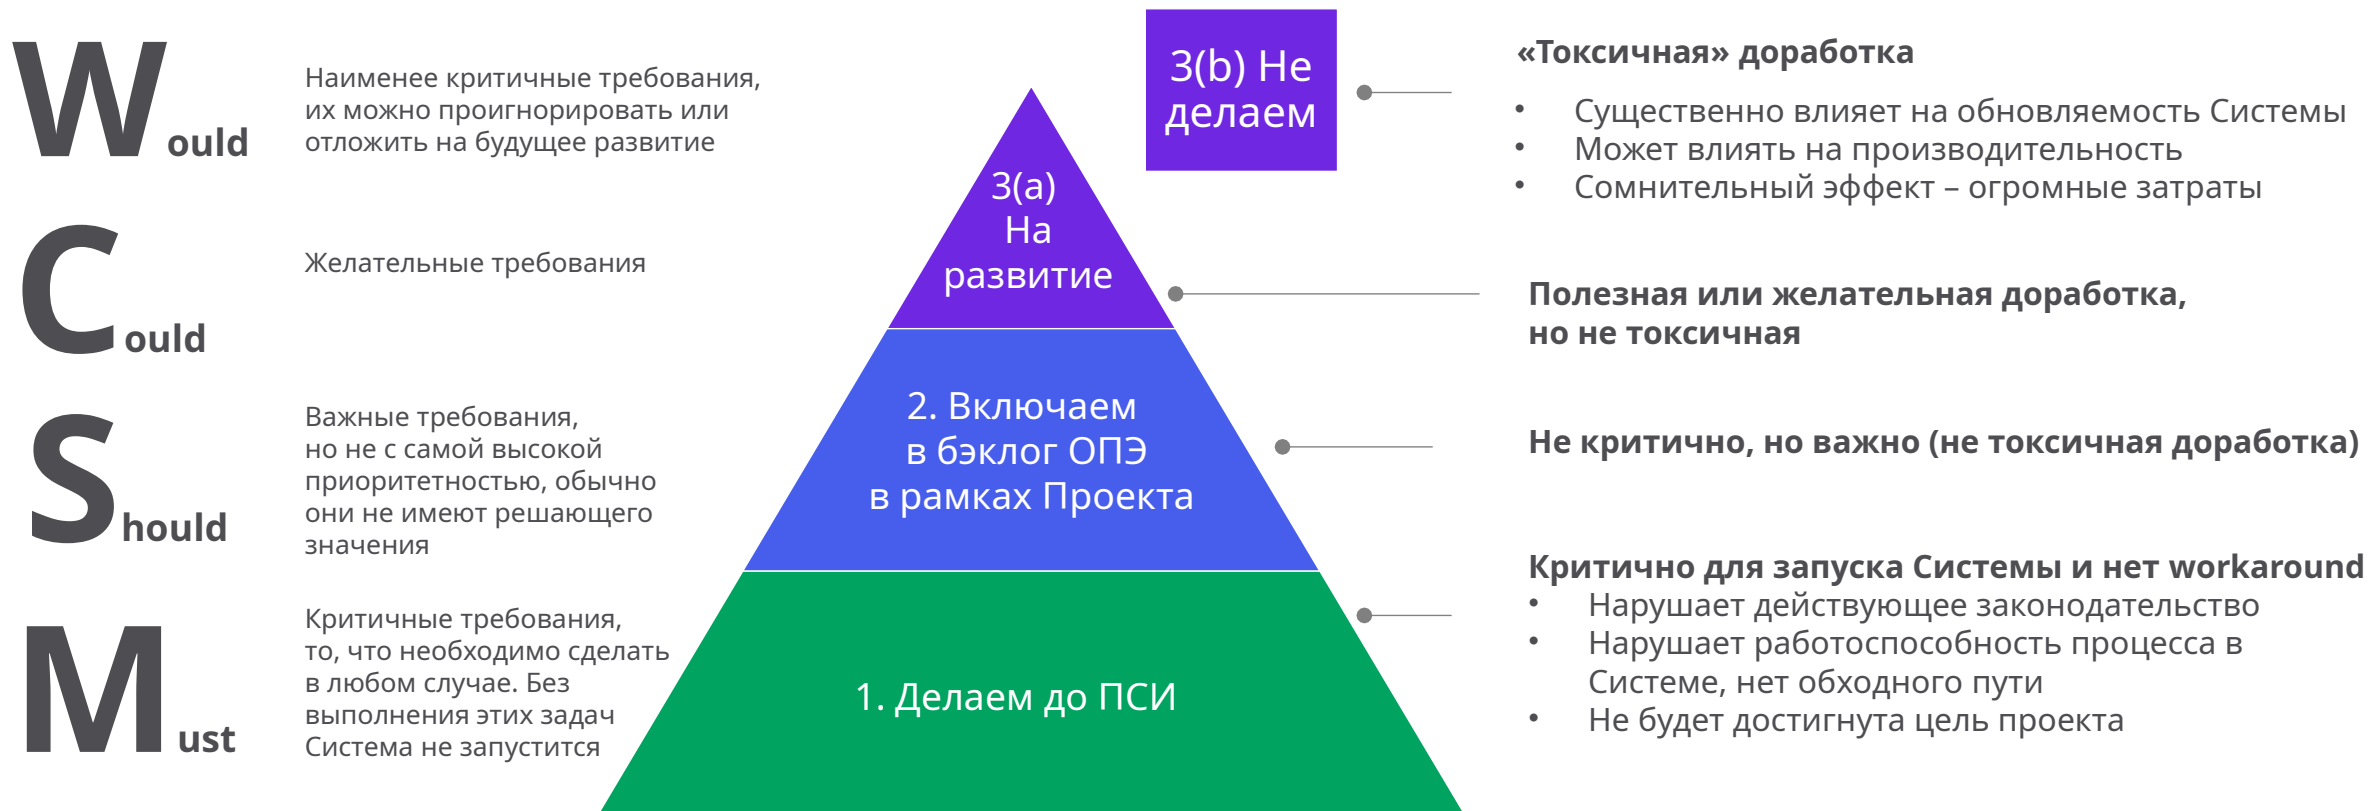 Would
Наименее критичные требования,
их можно проигнорировать или
отложить на будущее развитие
Could
Желательные требования
Should
Важные требования,
но не с самой высокой
приоритетностью, обычно
они не имеют решающего
значения
Must
Критичные требования,
то, что необходимо сделать
в любом случае. Без
выполнения этих задач
Система не запустится
3(a)
На
развитие
2. Включаем
в бэклог ОПЭ
в рамках Проекта
1. Делаем до ПСИ
3(b) Не
делаем
«Токсичная» доработка
• Существенно влияет на обновляемость Системы
• Может влиять на производительность
• Сомнительный эффект – огромные затраты
Полезная или желательная доработка,
но не токсичная
Не критично, но важно (не токсичная доработка)
Критично для запуска Системы и нет workaround
• Нарушает действующее законодательство
• Нарушает работоспособность процесса в
Системе, нет обходного пути
• Не будет достигнута цель проекта